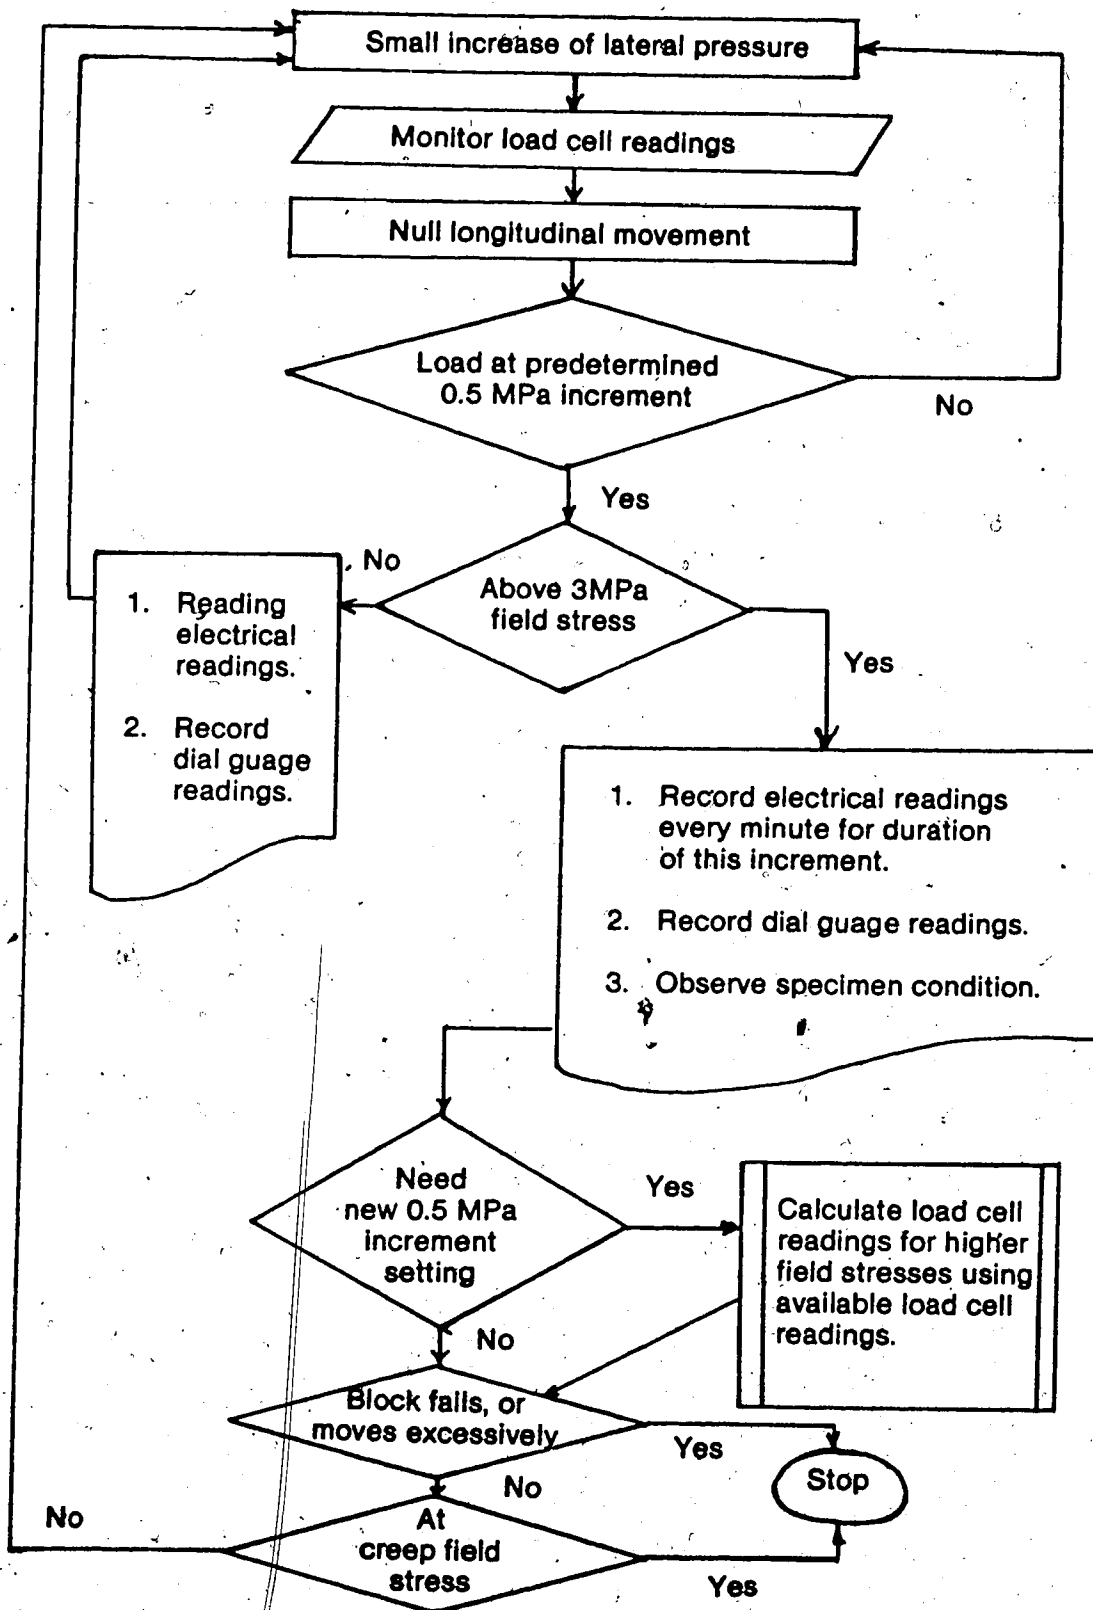 Small increase of lateral pressure
Monitor load cell readings
Null longitudinal movement
Load at predetermined
0.5 MPa increment
No
Yes
No
Above 3MPa
field stress
Yes
1. Reading
electrical
readings.
2. Record
dial guage
readings.
1. Record electrical readings
every minute for duration
of this increment.
2. Record dial guage readings.
3. Observe specimen condition.
Need
new 0.5 MPa
increment
setting
Yes
Calculate load cell
readings for higher
field stresses using
available load cell
readings.
No
Block fails, or
moves excessively
Yes
No
Stop
No
At
creep field
stress
Yes